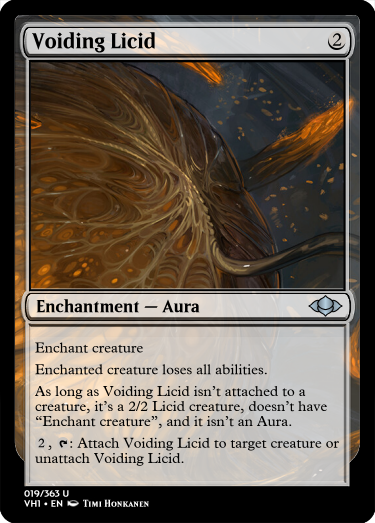 Voiding Licid 2
Enchantment — Aura
Enchant creature
Enchanted creature loses all abilities.
As long as Voiding Licid isn't attached to a
creature, it's a 2/2 Licid creature, doesn't have
“Enchant creature”, and it isn't an Aura.
2 , : Attach Voiding Licid to target creature or
unattach Voiding Licid.
019/363 U
VH1 • EN Timi Honkanen